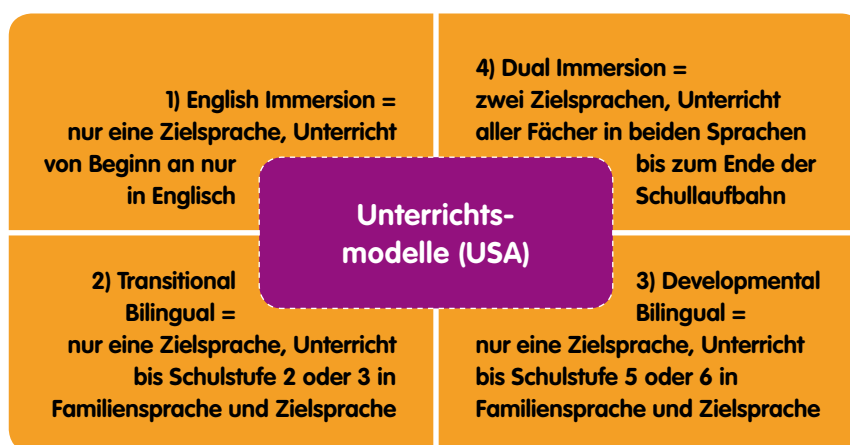 1) English Immersion =
nur eine Zielsprache, Unterricht
von Beginn an nur
in Englisch
4) Dual Immersion =
zwei Zielsprachen, Unterricht
aller Fächer in beiden Sprachen
bis zum Ende der
Schullaufbahn
Unterrichts-
modelle (USA)
2) Transitional
Bilingual =
nur eine Zielsprache, Unterricht
bis Schulstufe 2 oder 3 in
Familiensprache und Zielsprache
3) Developmental
Bilingual =
nur eine Zielsprache, Unterricht
bis Schulstufe 5 oder 6 in
Familiensprache und Zielsprache